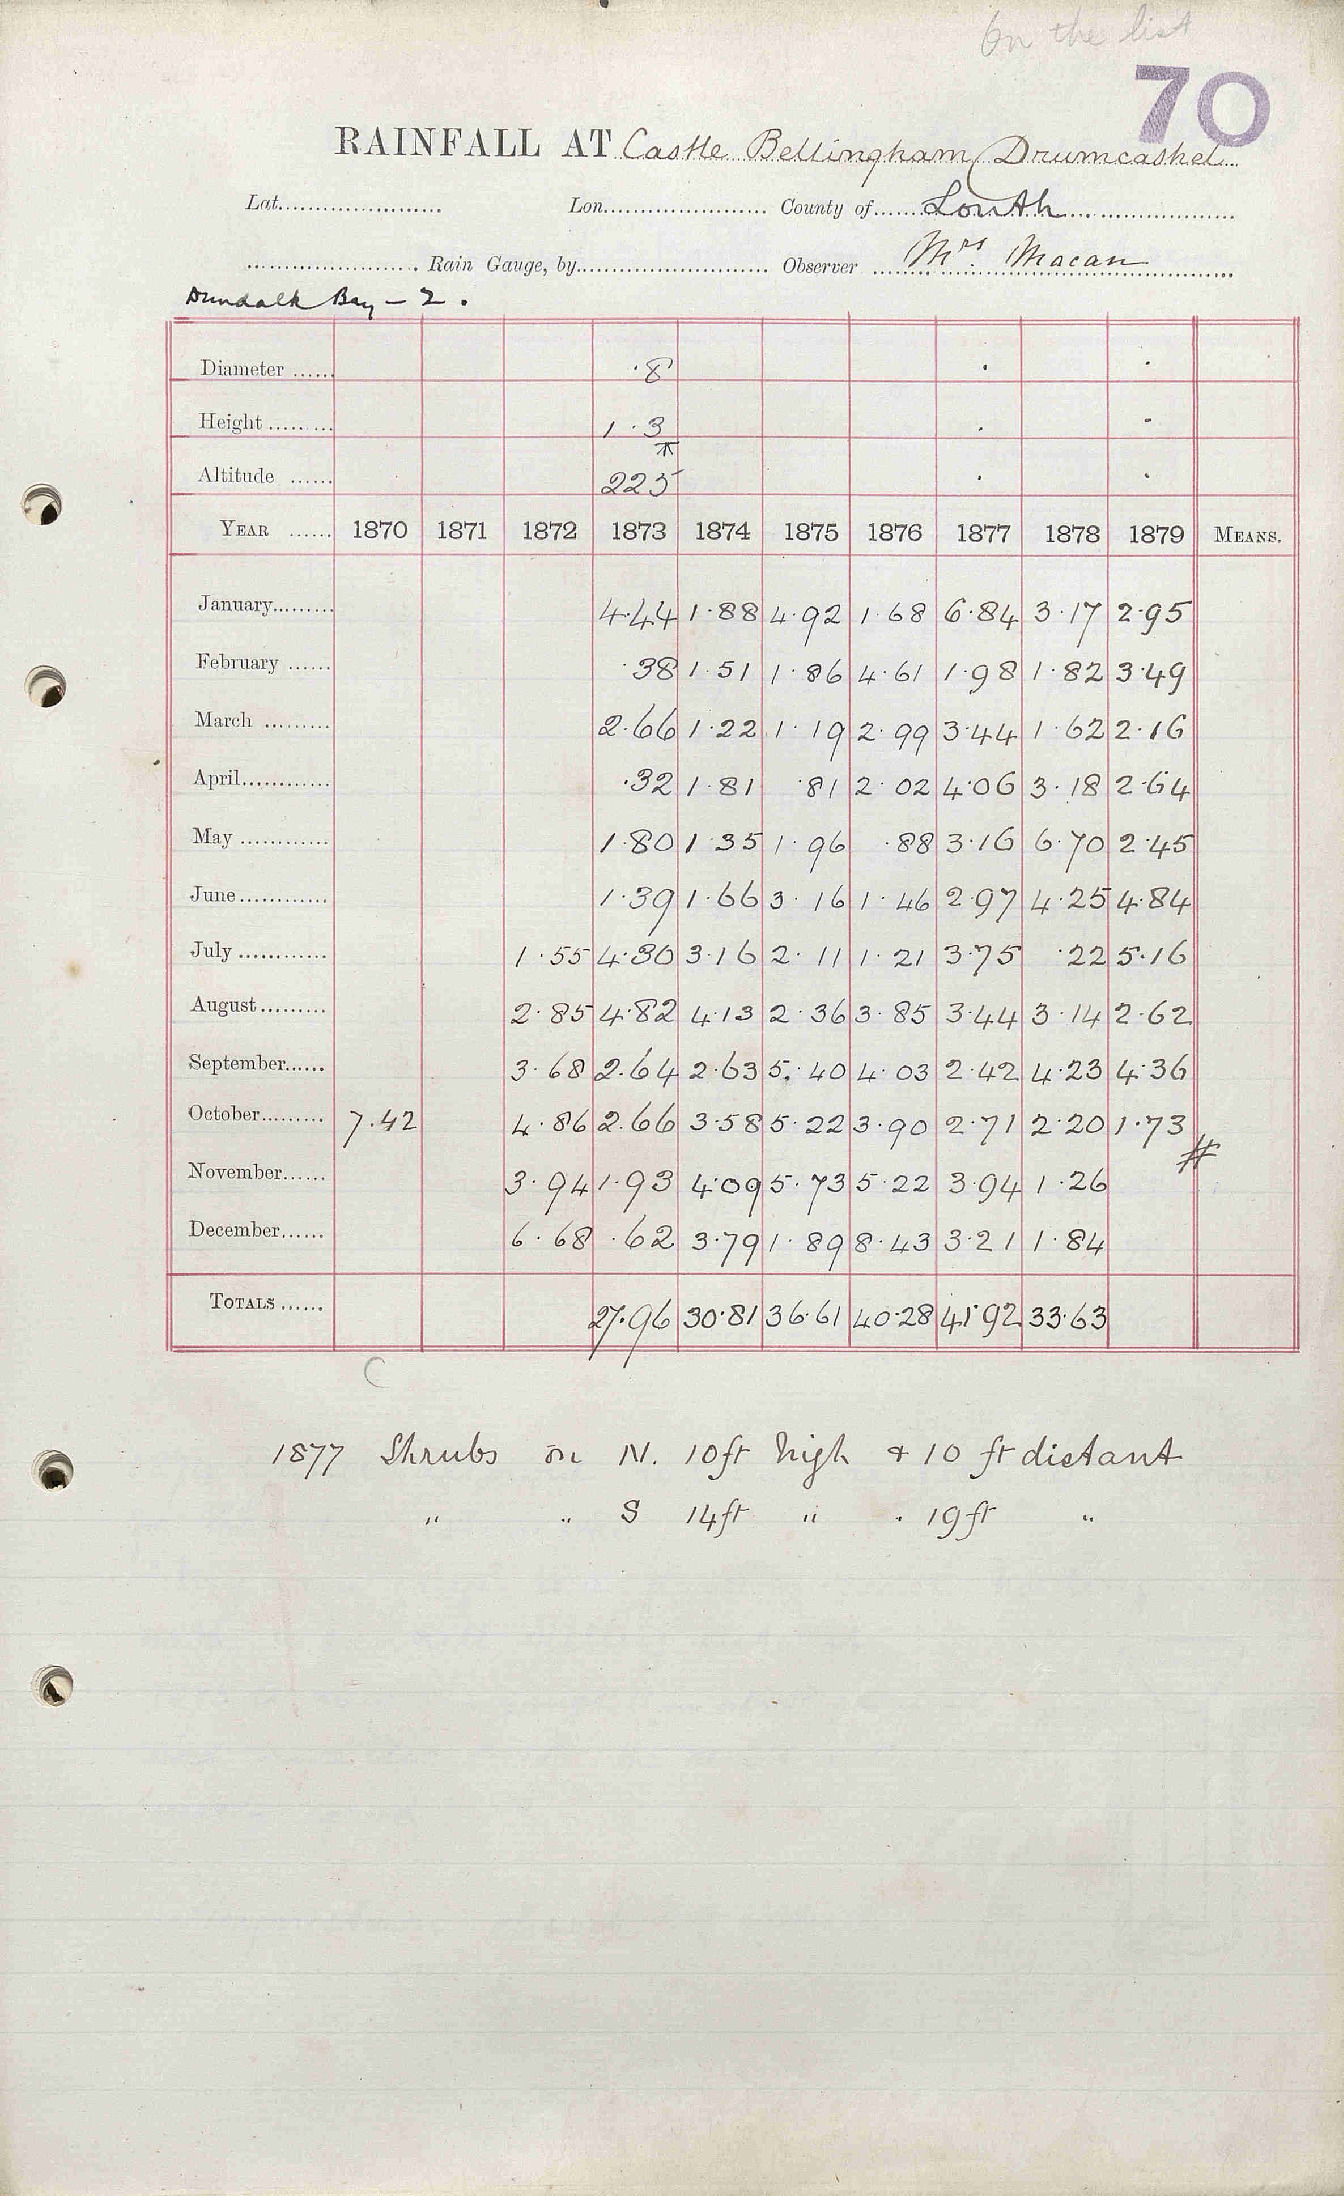 On the list
70
RAINFALL AT Castle Bellingham (Drumcashel
Lat. Lon. County of Louth
Rain Gauge, by Observer Mrs. Macan
Dundalk Bay - 2.
Diameter ...... ·8 · ·
Height ......... 1·3 · ·
Altitude ...... 225 · ·
YEAR ...... 1870 1871 1872 1873 1874 1875 1876 1877 1878 1879 MEANS.
January......... 4·44 1·88 4·92 1·68 6·84 3·17 2·95
February ...... ·38 1·51 1·86 4·61 1·98 1·82 3·49
March ......... 2·66 1·22 1·19 2·99 3·44 1·62 2·16
April............ ·32 1·81 ·81 2·02 4·06 3·18 2·64
May ............ 1·80 1·35 1·96 ·88 3·16 6·70 2·45
June............ 1·39 1·66 3·16 1·46 2·97 4·25 4·84
July ............ 1·55 4·30 3·16 2·11 1·21 3·75 ·22 5·16
August......... 2·85 4·82 4·13 2·36 3·85 3·44 3·14 2·62
September...... 3·68 2·64 2·63 5·40 4·03 2·42 4·23 4·36
October......... 7·42 4·86 2·66 3·58 5·22 3·90 2·71 2·20 1·73 #
November...... 3·94 1·93 4·09 5·73 5·22 3·94 1·26
December...... 6·68 ·62 3·79 1·89 8·43 3·21 1·84
TOTALS ...... 27·96 30·81 36·61 40·28 41·92 33·63
C
1877 Shrubs on N. 10ft high & 10 ft distant
" " S 14ft " . 19ft "